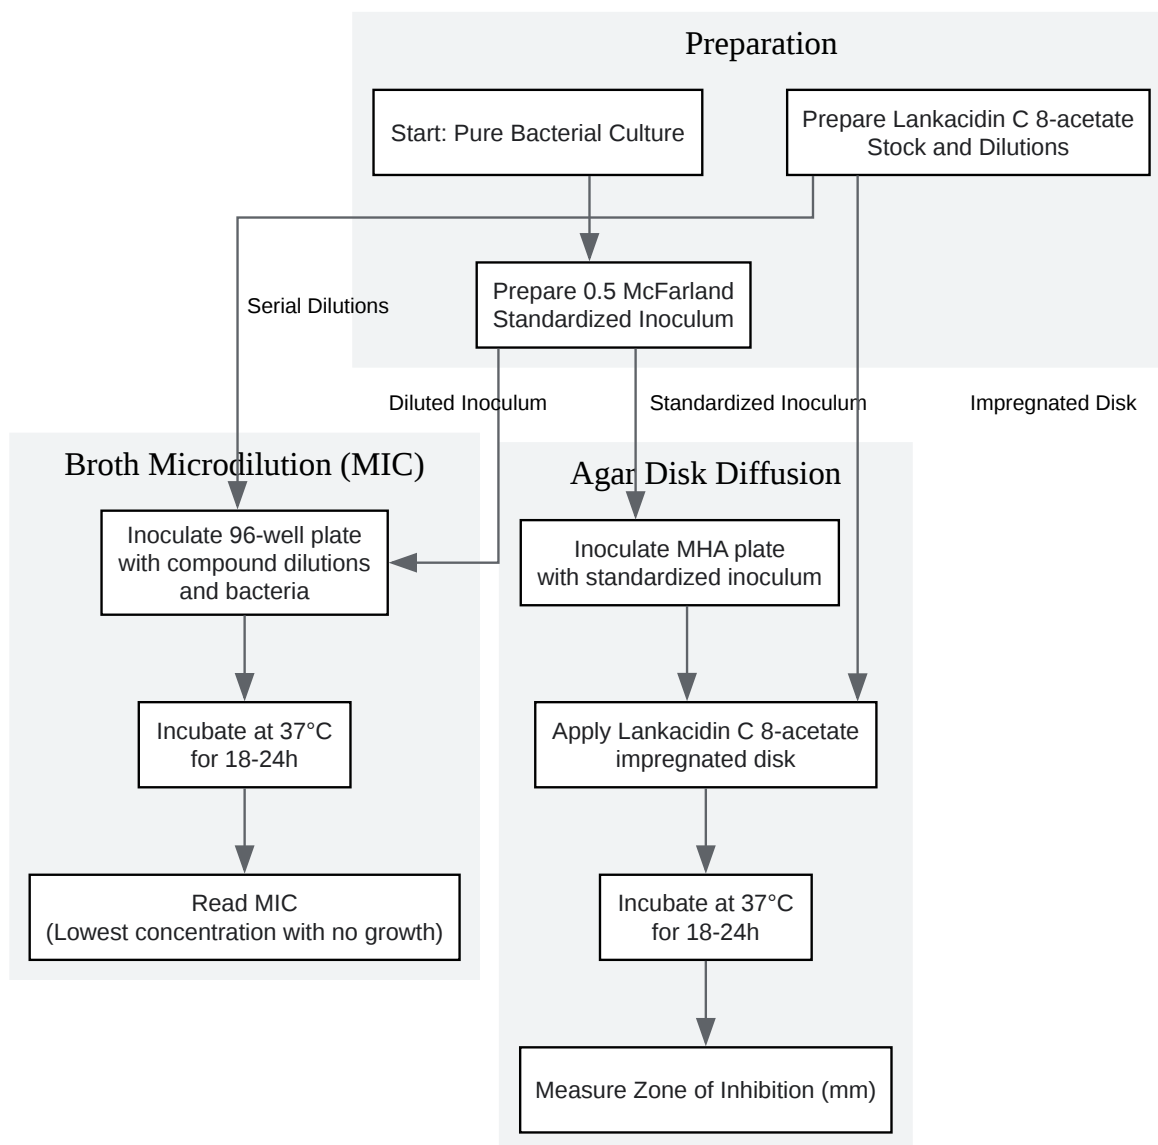 Preparation
Start: Pure Bacterial Culture
Prepare Lankacidin C 8-acetate
Stock and Dilutions
Prepare 0.5 McFarland
Standardized Inoculum
Serial Dilutions
Diluted Inoculum
Standardized Inoculum
Impregnated Disk
Broth Microdilution (MIC)
Inoculate 96-well plate
with compound dilutions
and bacteria
Incubate at 37°C
for 18-24h
Read MIC
(Lowest concentration with no growth)
Agar Disk Diffusion
Inoculate MHA plate
with standardized inoculum
Apply Lankacidin C 8-acetate
impregnated disk
Incubate at 37°C
for 18-24h
Measure Zone of Inhibition (mm)